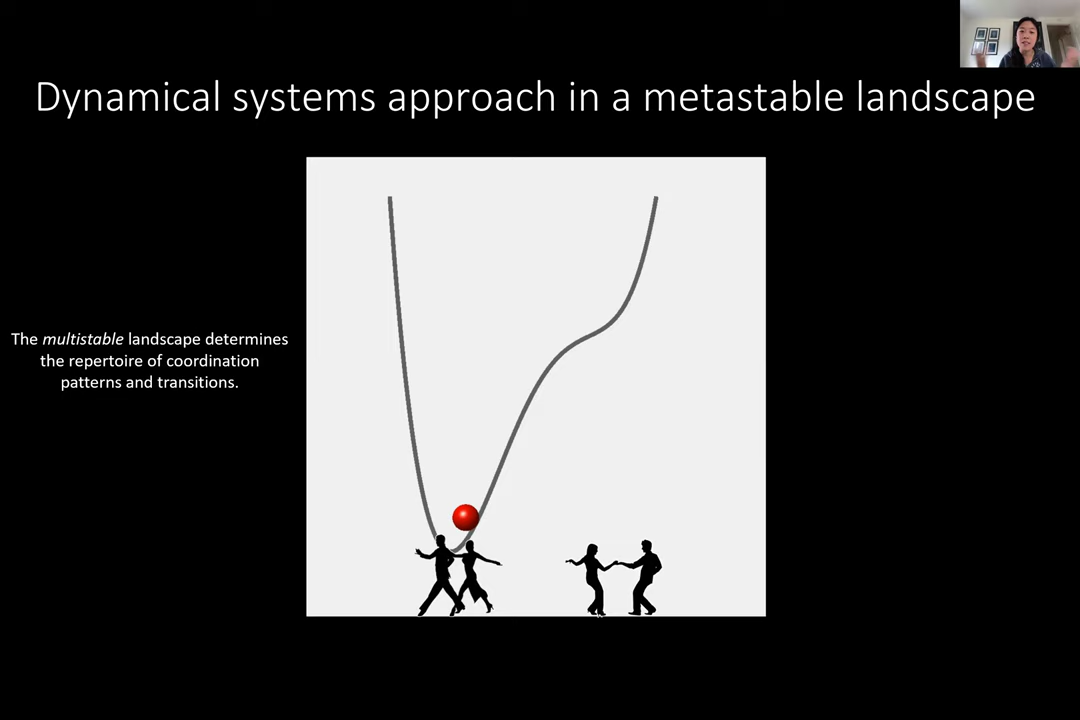 Dynamical systems approach in a metastable landscape
The multistable landscape determines
the repertoire of coordination
patterns and transitions.